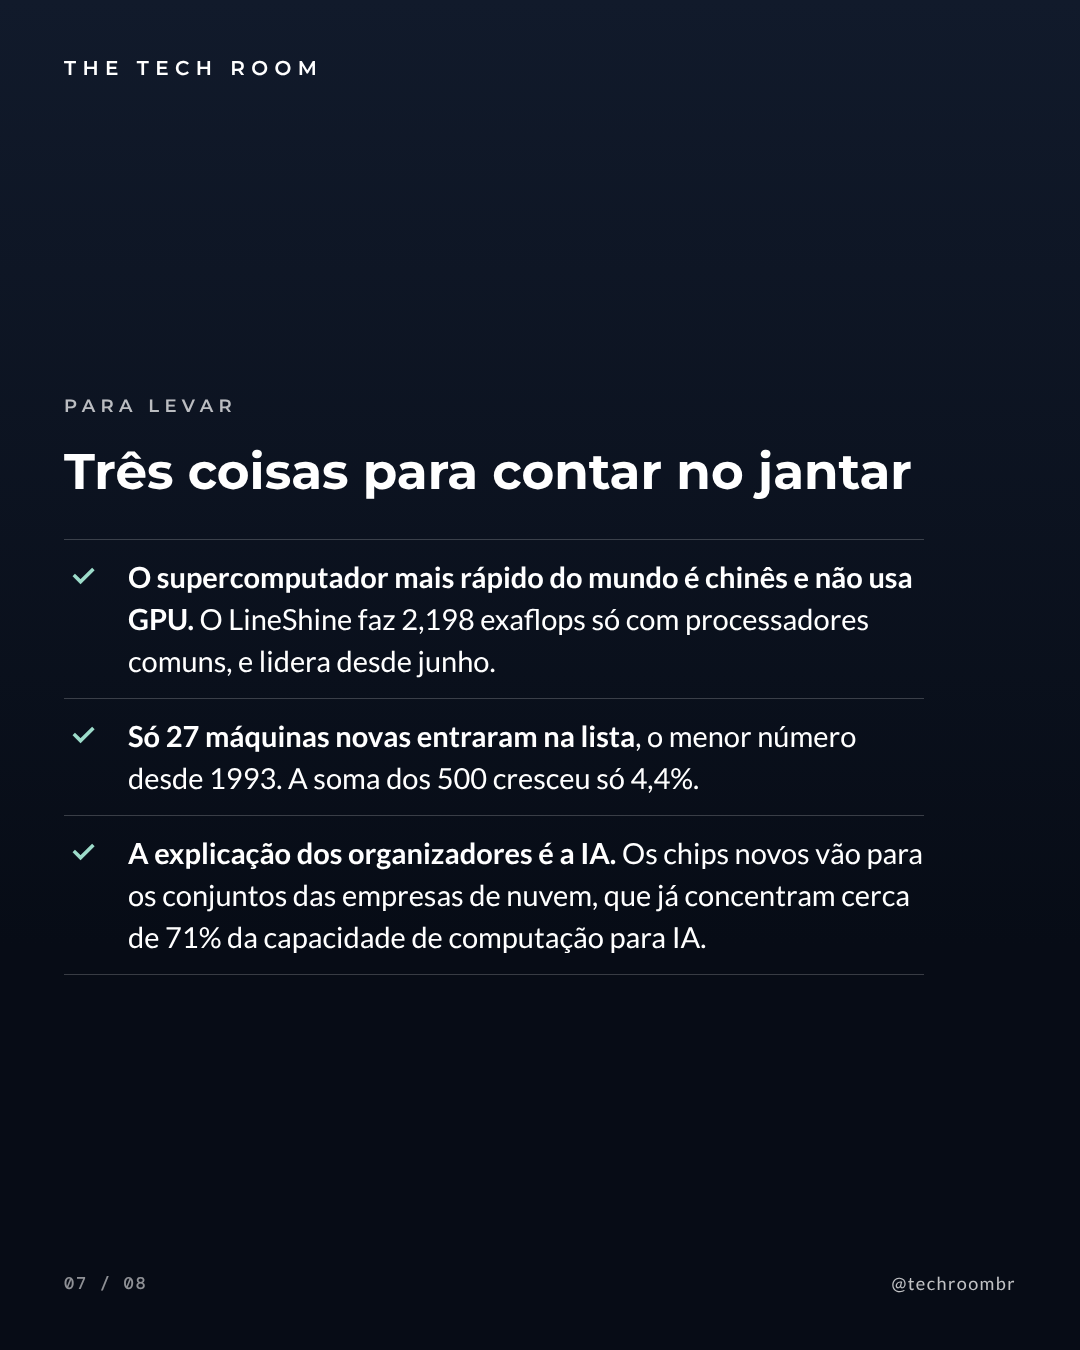 THE TECH ROOM
PARA LEVAR
Três coisas para contar no jantar
O supercomputador mais rápido do mundo é chinês e não usa
GPU. O LineShine faz 2,198 exaflops só com processadores
comuns, e lidera desde junho.
Só 27 máquinas novas entraram na lista, o menor número
desde 1993. A soma dos 500 cresceu só 4,4%.
A explicação dos organizadores é a IA. Os chips novos vão para
os conjuntos das empresas de nuvem, que já concentram cerca
de 71% da capacidade de computação para IA.
07 / 08
@techroombr